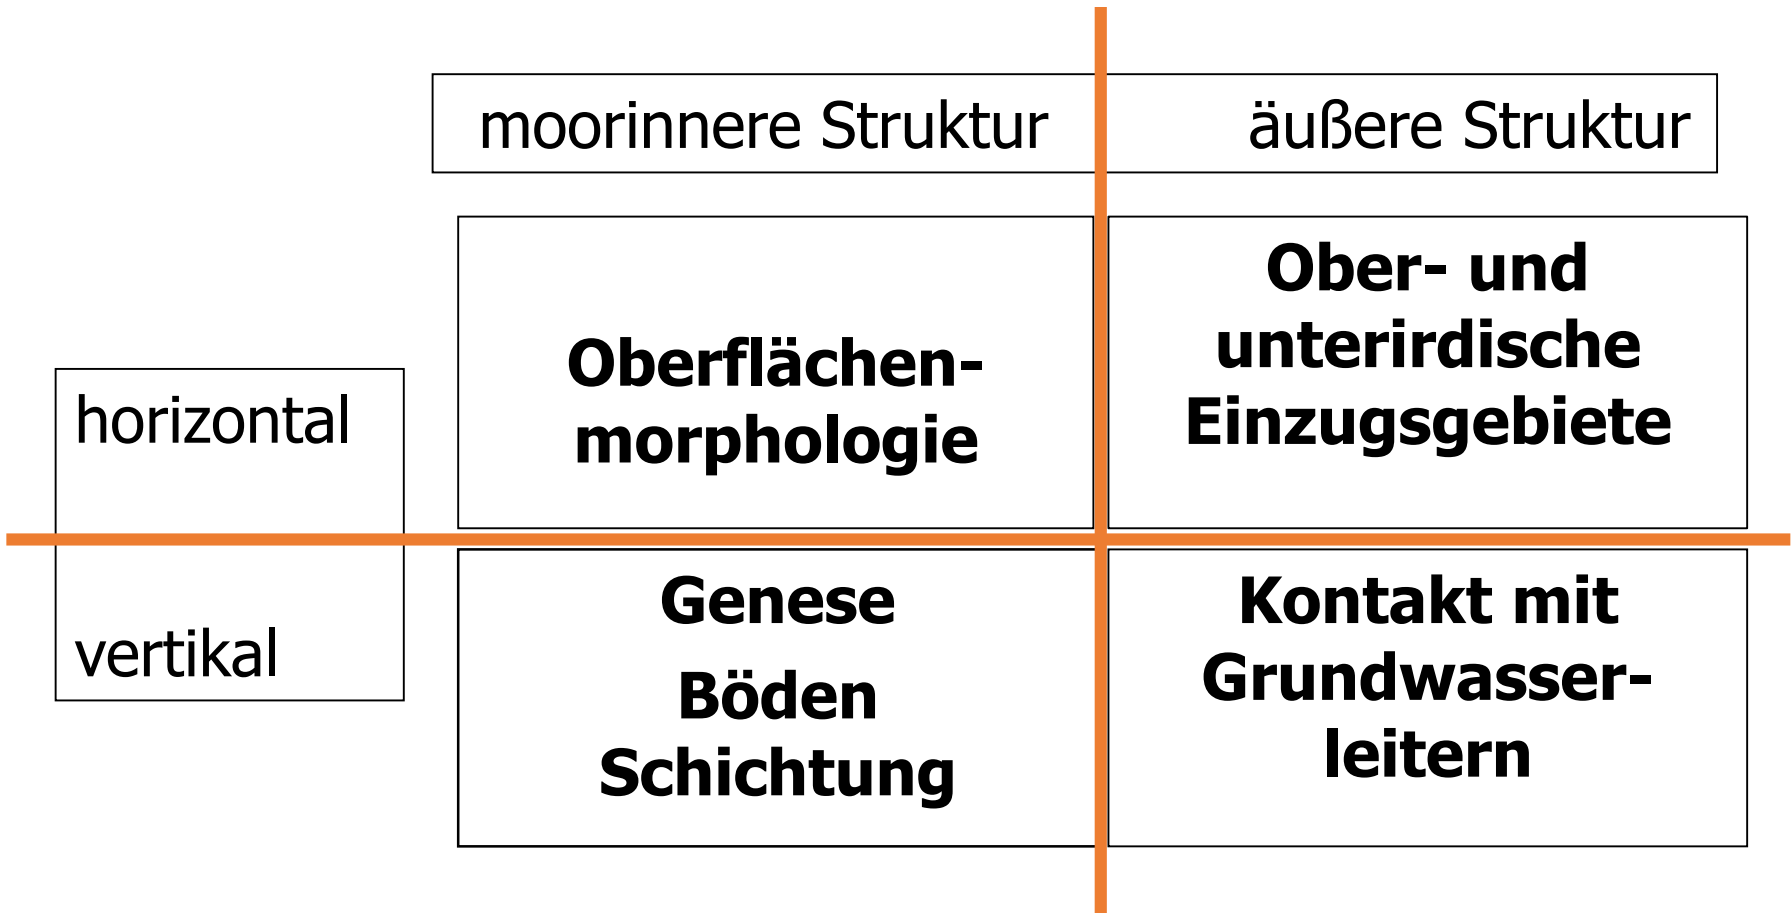 moorinnere Struktur
äußere Struktur
horizontal
Oberflächen-
morphologie
Ober- und
unterirdische
Einzugsgebiete
vertikal
Genese
Böden
Schichtung
Kontakt mit
Grundwasser-
leitern